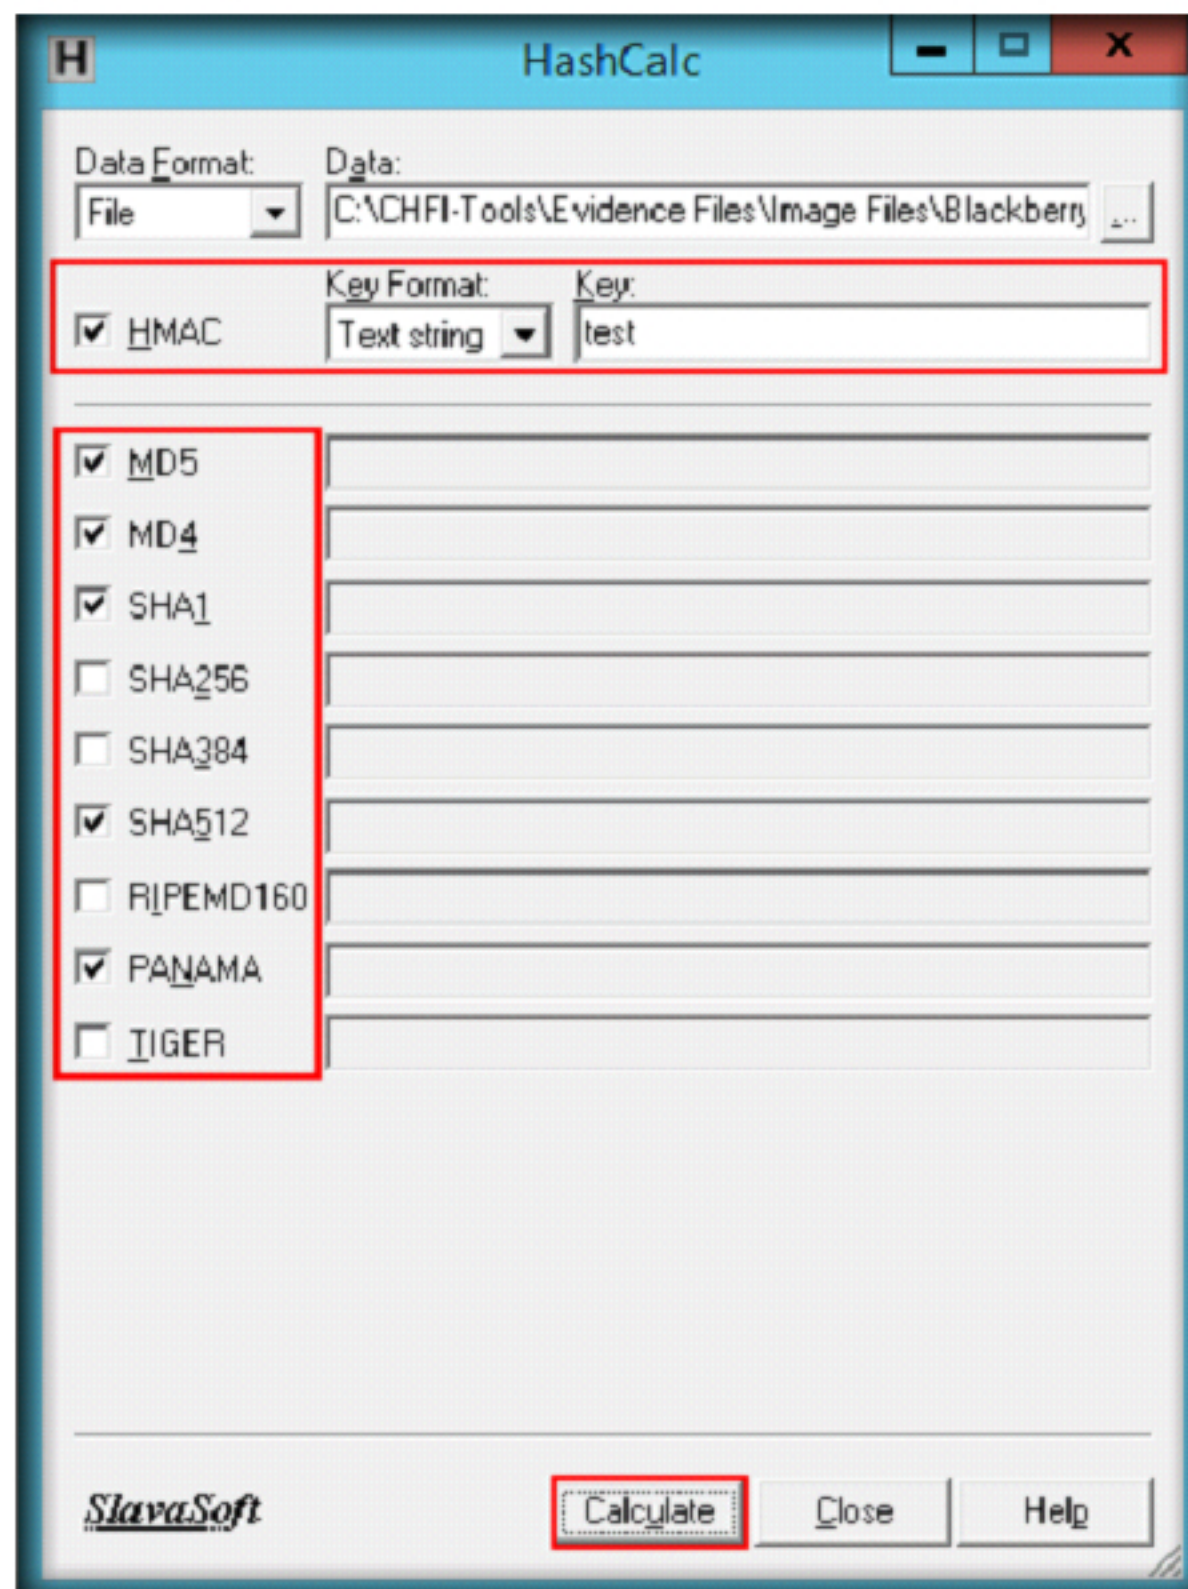 H HashCalc
Data Format: Data:
File C:\CHFI-Tools\Evidence Files\Image Files\Blackberry ...
Key Format: Key:
HMAC Text string test
MD5
MD4
SHA1
SHA256
SHA384
SHA512
RIPEMD160
PANAMA
TIGER
SlavaSoft Calculate Close Help